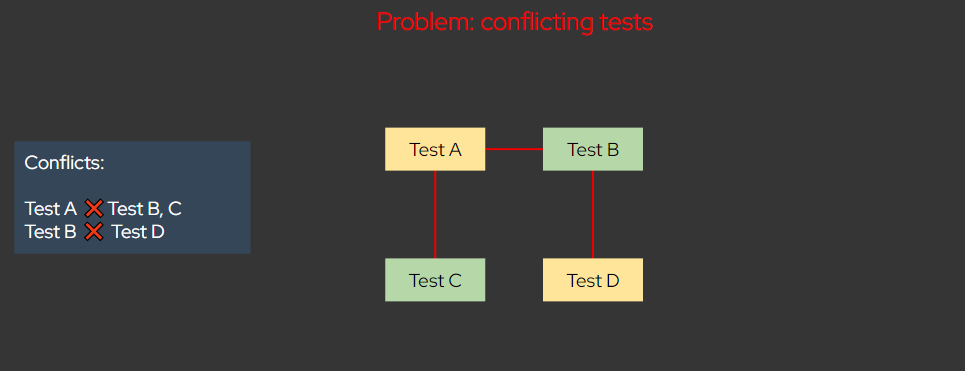 Problem: conflicting tests
Conflicts:
Test A ❌ Test B, C
Test B ❌ Test D
Test A
Test B
Test C
Test D